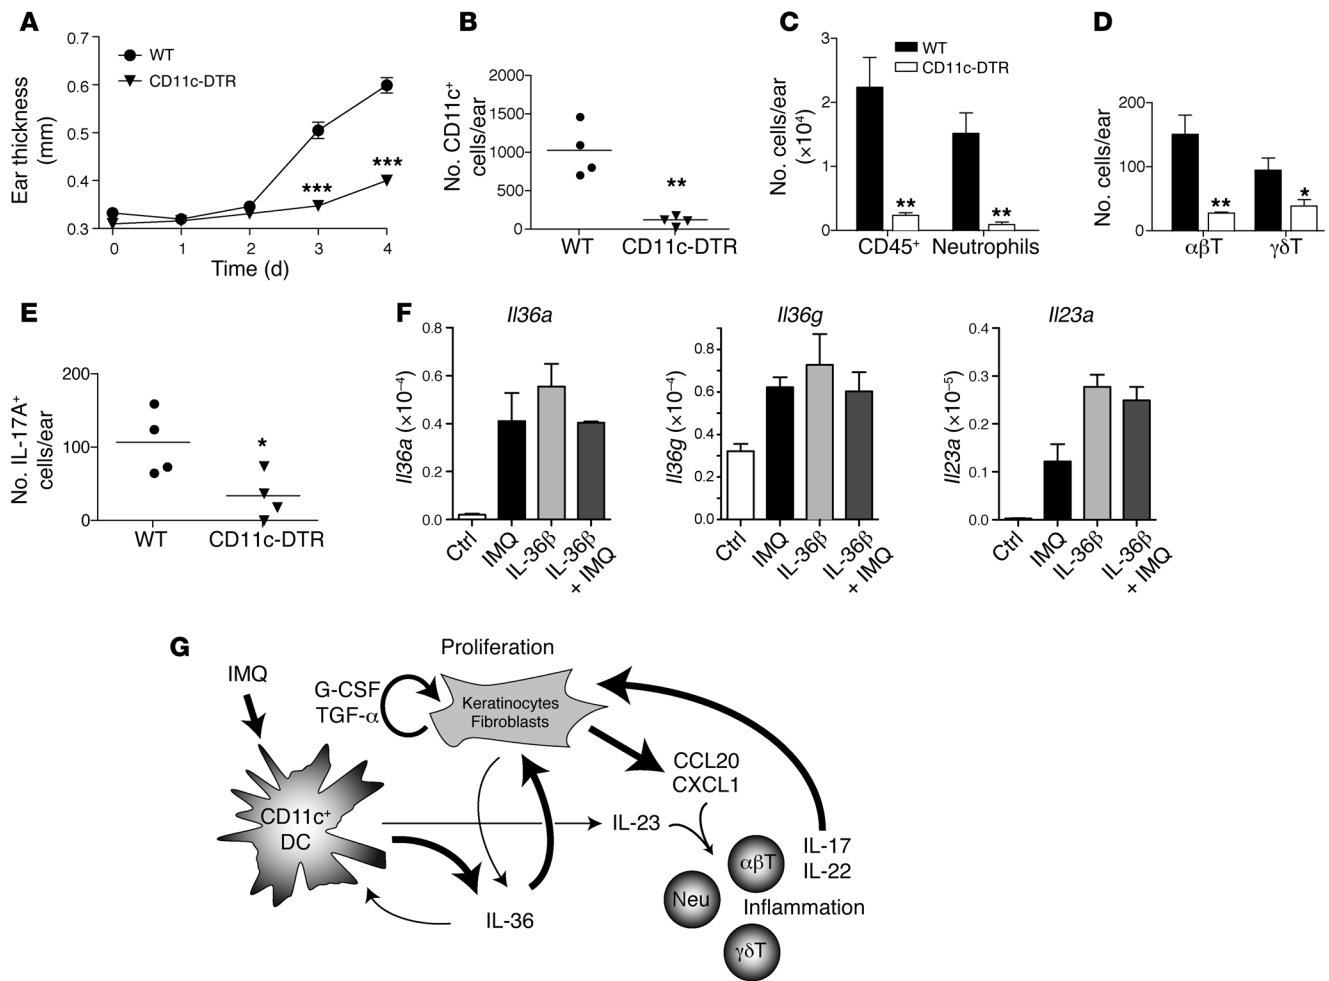 A
Ear thickness
(mm)
0.7
0.6
0.5
0.4
0.3
WT
CD11c-DTR
***
***
0
1
2
3
4
Time (d)
B
No. CD11c⁺
cells/ear
2000
1500
1000
500
0
**
WT
CD11c-DTR
C
No. cells/ear
(×10⁴)
3
2
1
0
WT
CD11c-DTR
**
**
CD45⁺
Neutrophils
D
No. cells/ear
200
100
0
**
*
αβT
γδT
E
No. IL-17A⁺
cells/ear
200
100
0
*
WT
CD11c-DTR
F
Il36a
Il36a (×10⁻⁴)
0.8
0.6
0.4
0.2
0.0
Ctrl
IMQ
IL-36β
IL-36β
+ IMQ
Il36g
Il36g (×10⁻⁴)
0.8
0.6
0.4
0.2
0.0
Ctrl
IMQ
IL-36β
IL-36β
+ IMQ
Il23a
Il23a (×10⁻⁵)
0.4
0.3
0.2
0.1
0.0
Ctrl
IMQ
IL-36β
IL-36β
+ IMQ
G
Proliferation
IMQ
G-CSF
TGF-α
Keratinocytes
Fibroblasts
CCL20
CXCL1
CD11c⁺
DC
IL-23
IL-17
IL-22
αβT
Neu
Inflammation
IL-36
γδT